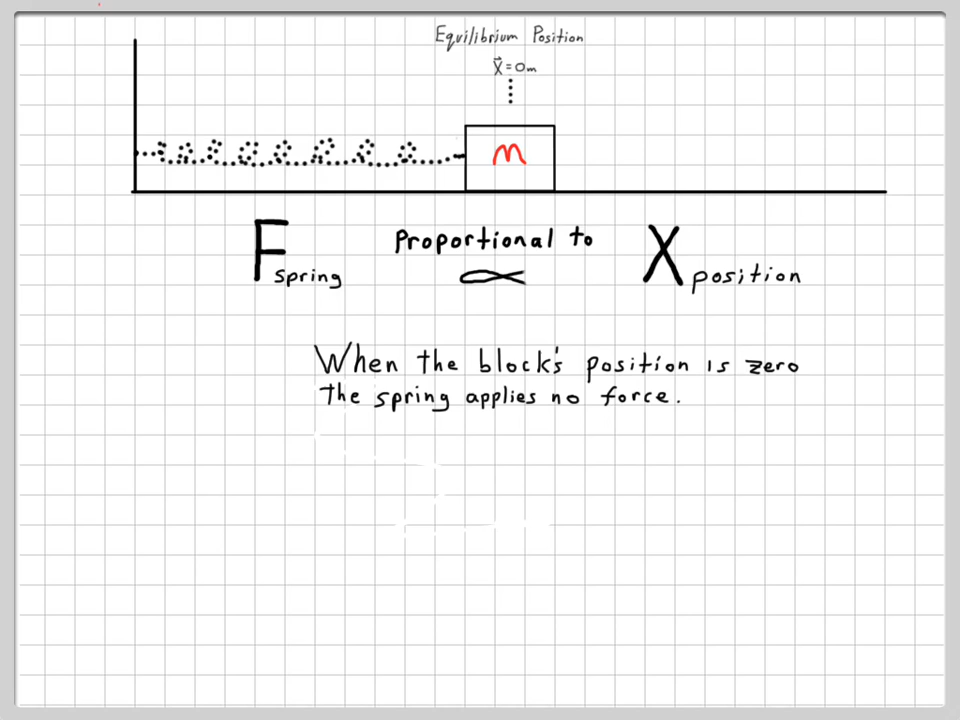 Equilibrium Position
X⃗ = 0m
m
F spring proportional to ∝ X position
When the block's position is zero
the spring applies no force.